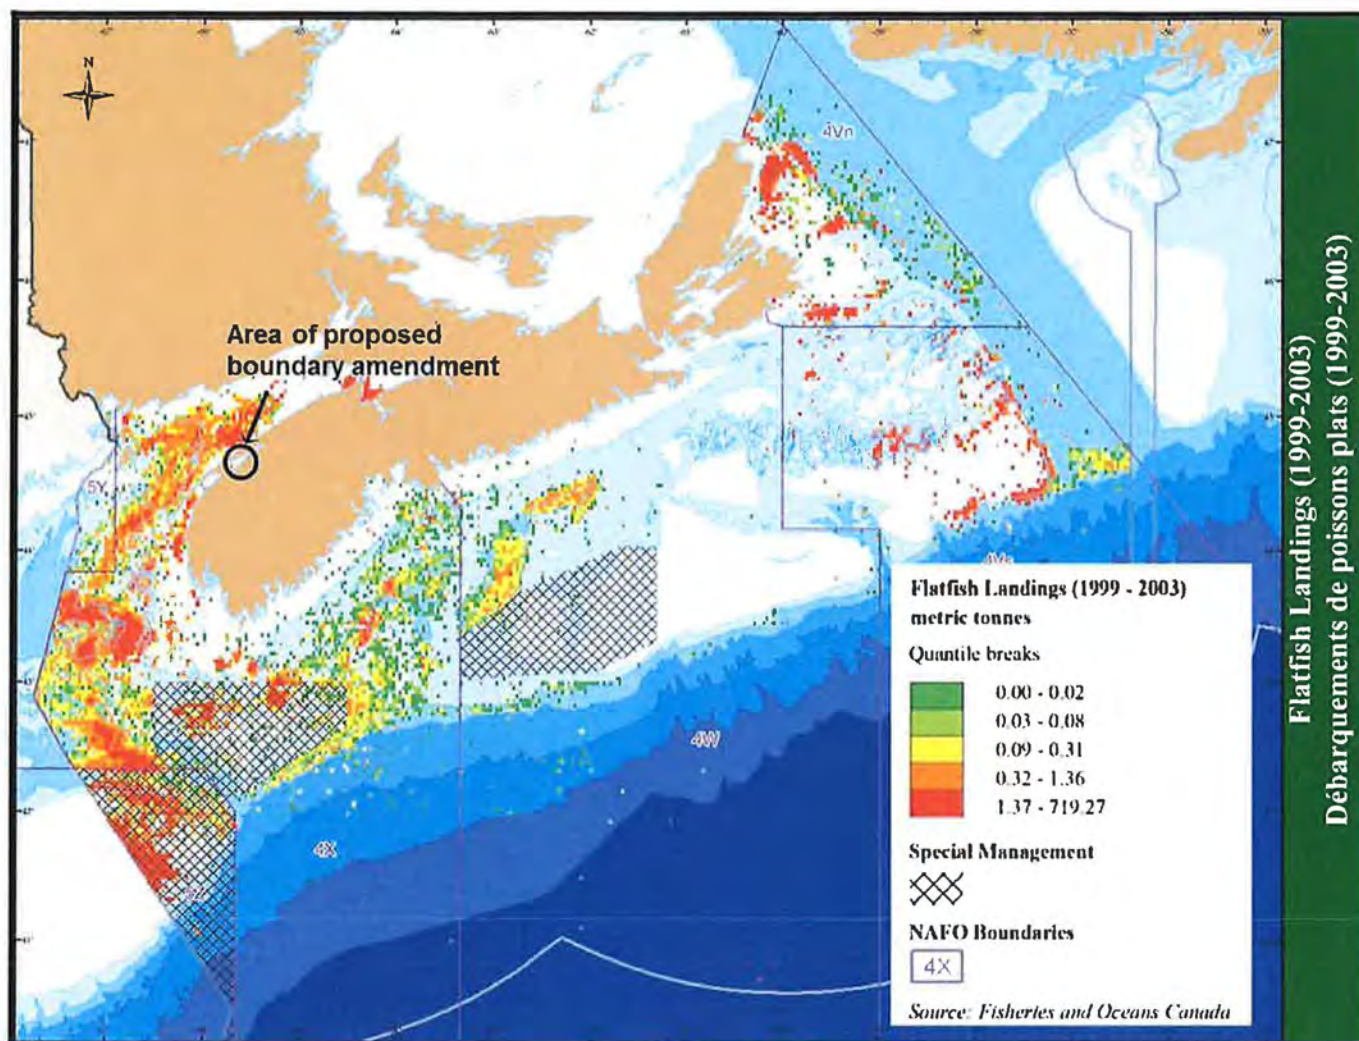 N
4Vn
Area of proposed
boundary amendment
5Y
4W
4X
Flatfish Landings (1999 - 2003)
metric tonnes
Quantile breaks
0.00 - 0.02
0.03 - 0.08
0.09 - 0.31
0.32 - 1.36
1.37 - 719.27
Special Management
NAFO Boundaries
4X
Source: Fisheries and Oceans Canada
Flatfish Landings (1999-2003)
Débarquements de poissons plats (1999-2003)